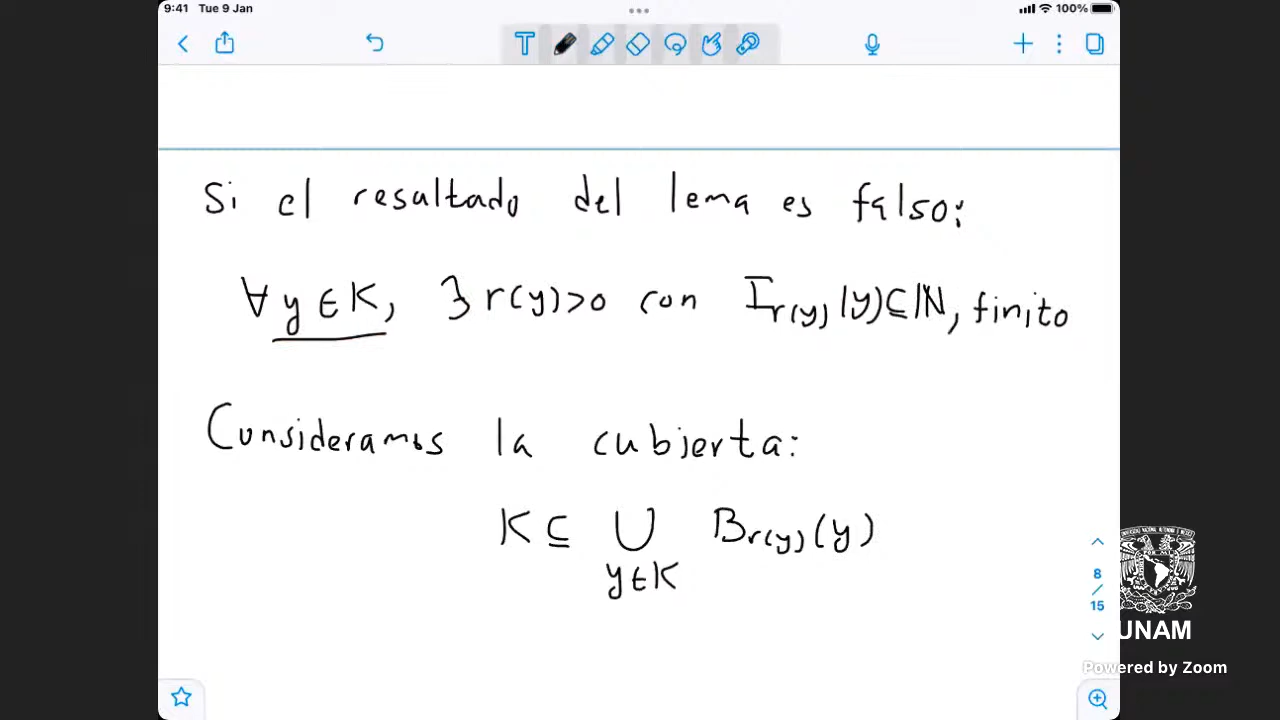 9:41 Tue 9 Jan
100%
Si el resultado del lema es falso:
∀ y ∈ K, ∃ r(y)>0 con I_{r(y)}(y) ⊆ ℕ, finito
Consideramos la cubierta:
K ⊆ ⋃_{y∈K} B_{r(y)}(y)
8
/
15
UNAM
Powered by Zoom